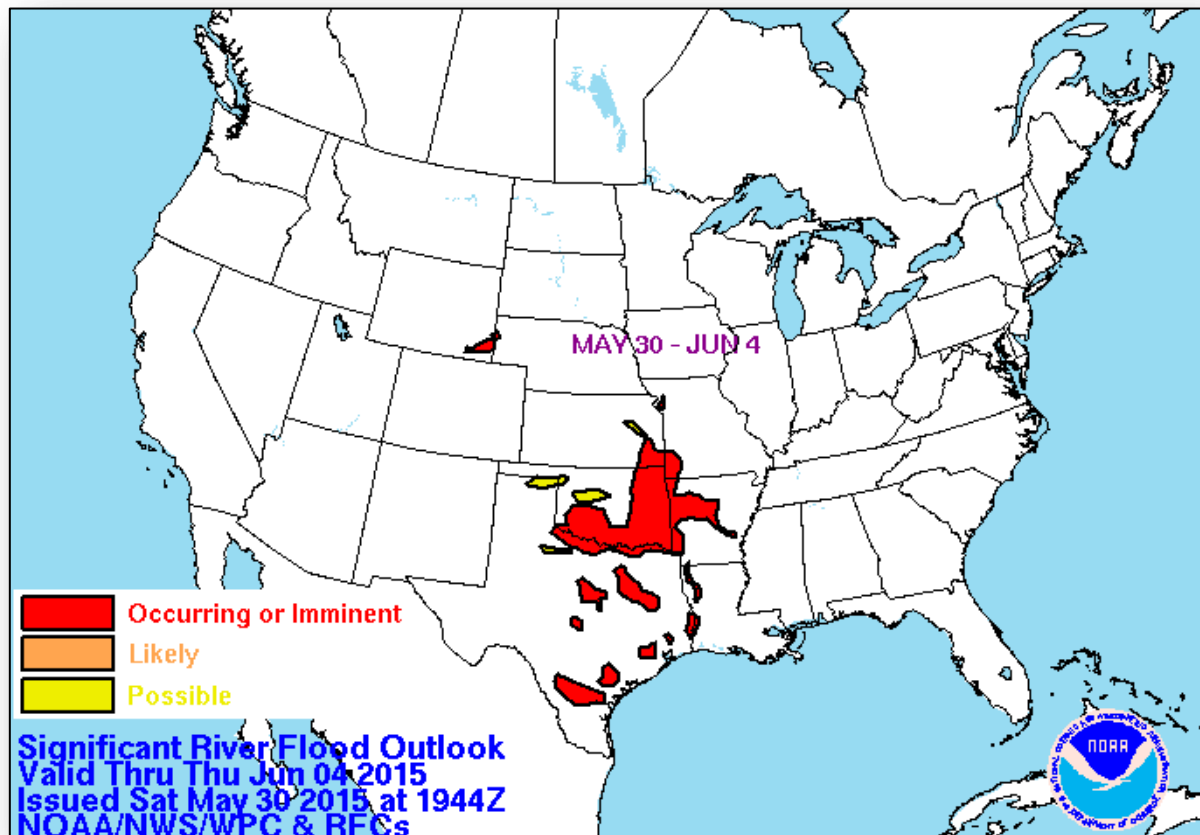 MAY 30 - JUN 4
Occurring or Imminent
Likely
Possible
Significant River Flood Outlook
Valid Thru Thu Jun 04 2015
Issued Sat May 30 2015 at 1944Z
NOAA/NWS/WPC & RFCs
NOAA